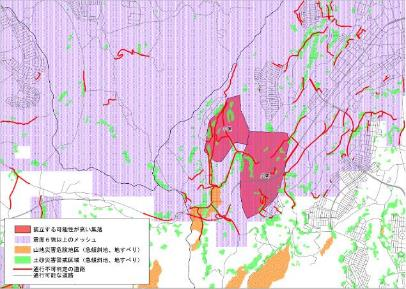 孤立する可能性が高い集落
震度６弱以上のメッシュ
山地災害危険地区（急傾斜地、地すべり）
土砂災害警戒区域（急傾斜地、地すべり）
通行不可判定の道路
通行可能な道路